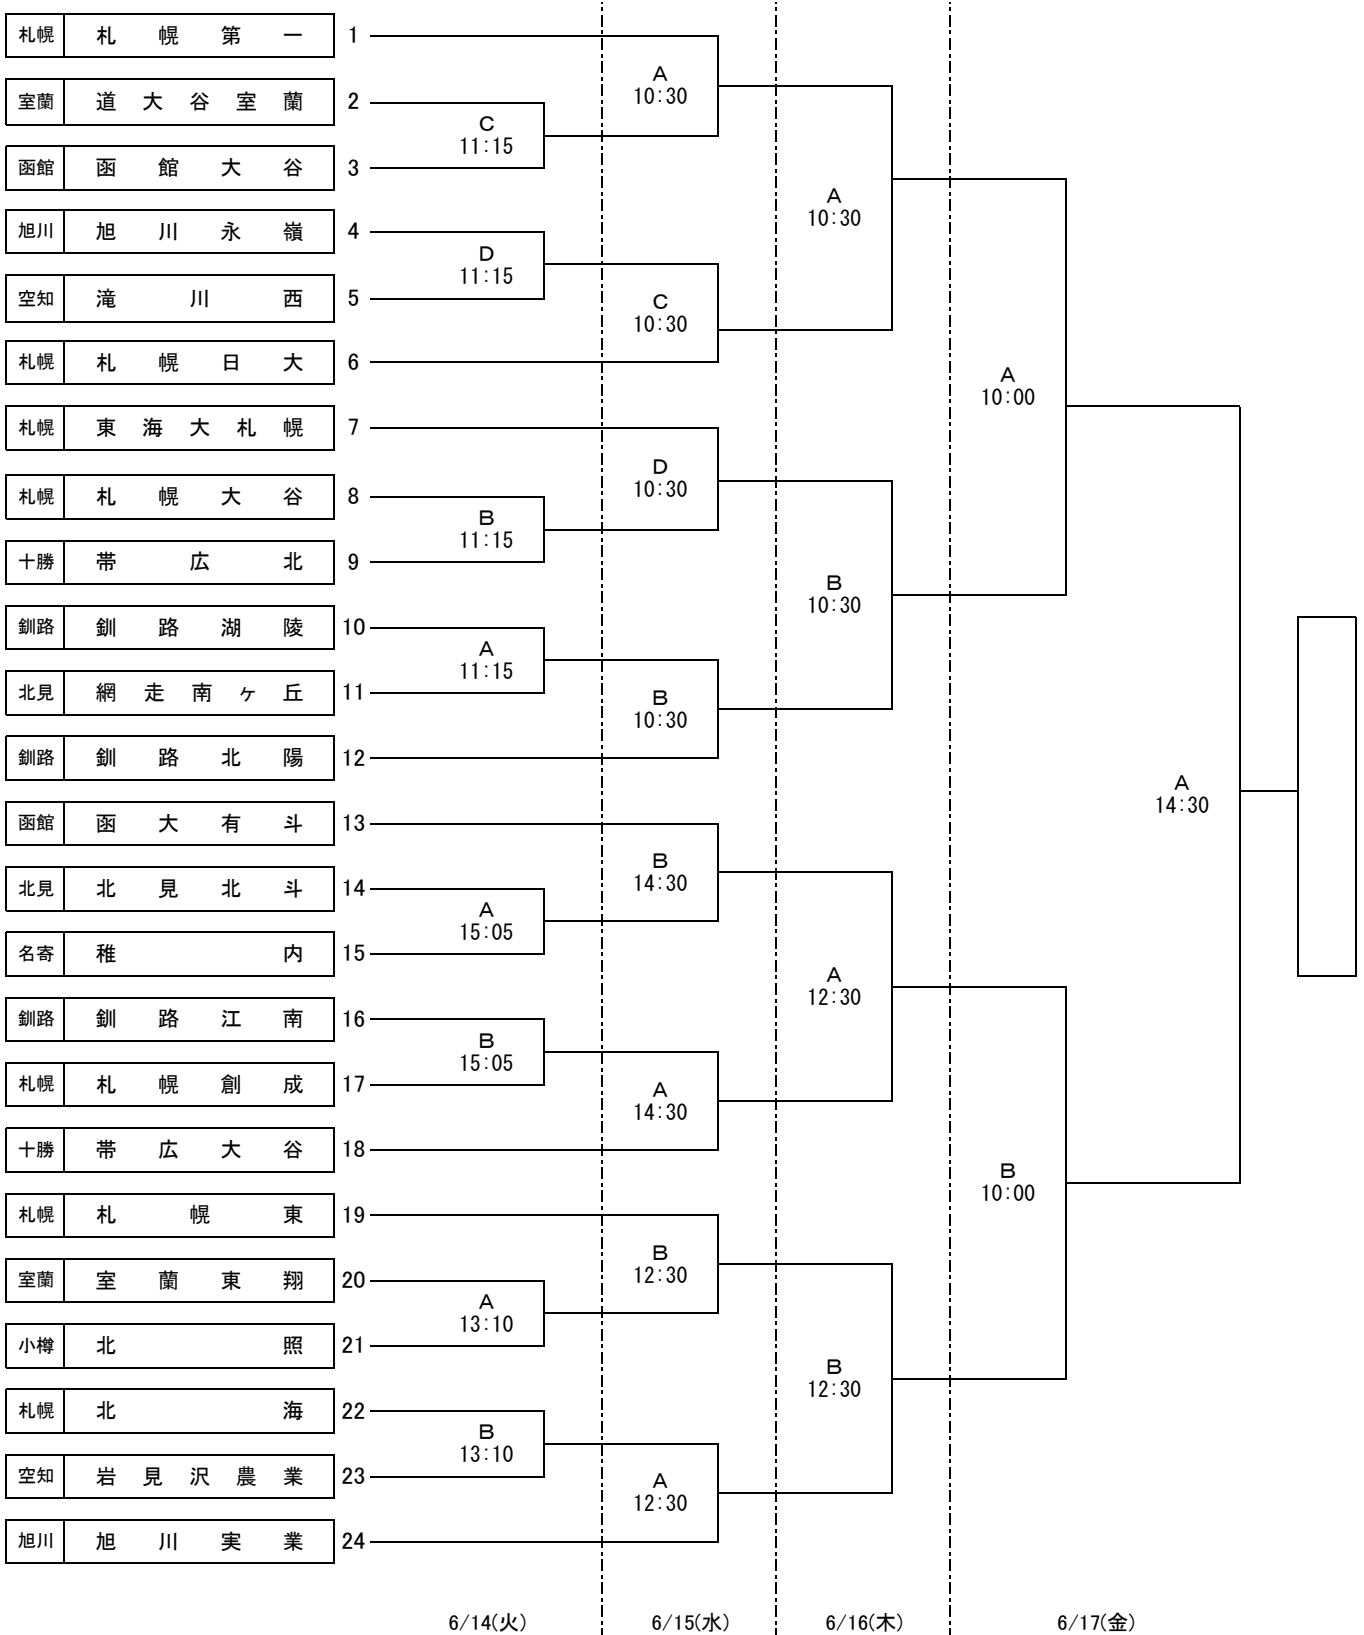 札幌 札幌第一 1
室蘭 道大谷室蘭 2
函館 函館大谷 3
旭川 旭川永嶺 4
空知 滝川西 5
札幌 札幌日大 6
札幌 東海大札幌 7
札幌 札幌大谷 8
十勝 帯広北 9
釧路 釧路湖陵 10
北見 網走南ヶ丘 11
釧路 釧路北陽 12
函館 函大有斗 13
北見 北見北斗 14
名寄 稚内 15
釧路 釧路江南 16
札幌 札幌創成 17
十勝 帯広大谷 18
札幌 札幌東 19
室蘭 室蘭東翔 20
小樽 北照 21
札幌 北海 22
空知 岩見沢農業 23
旭川 旭川実業 24
C
11:15
D
11:15
B
11:15
A
11:15
A
15:05
B
15:05
A
13:10
B
13:10
A
10:30
C
10:30
D
10:30
B
10:30
B
14:30
A
14:30
B
12:30
A
12:30
A
10:30
B
10:30
A
12:30
B
12:30
A
10:00
B
10:00
A
14:30
6/14(火) 6/15(水) 6/16(木) 6/17(金)